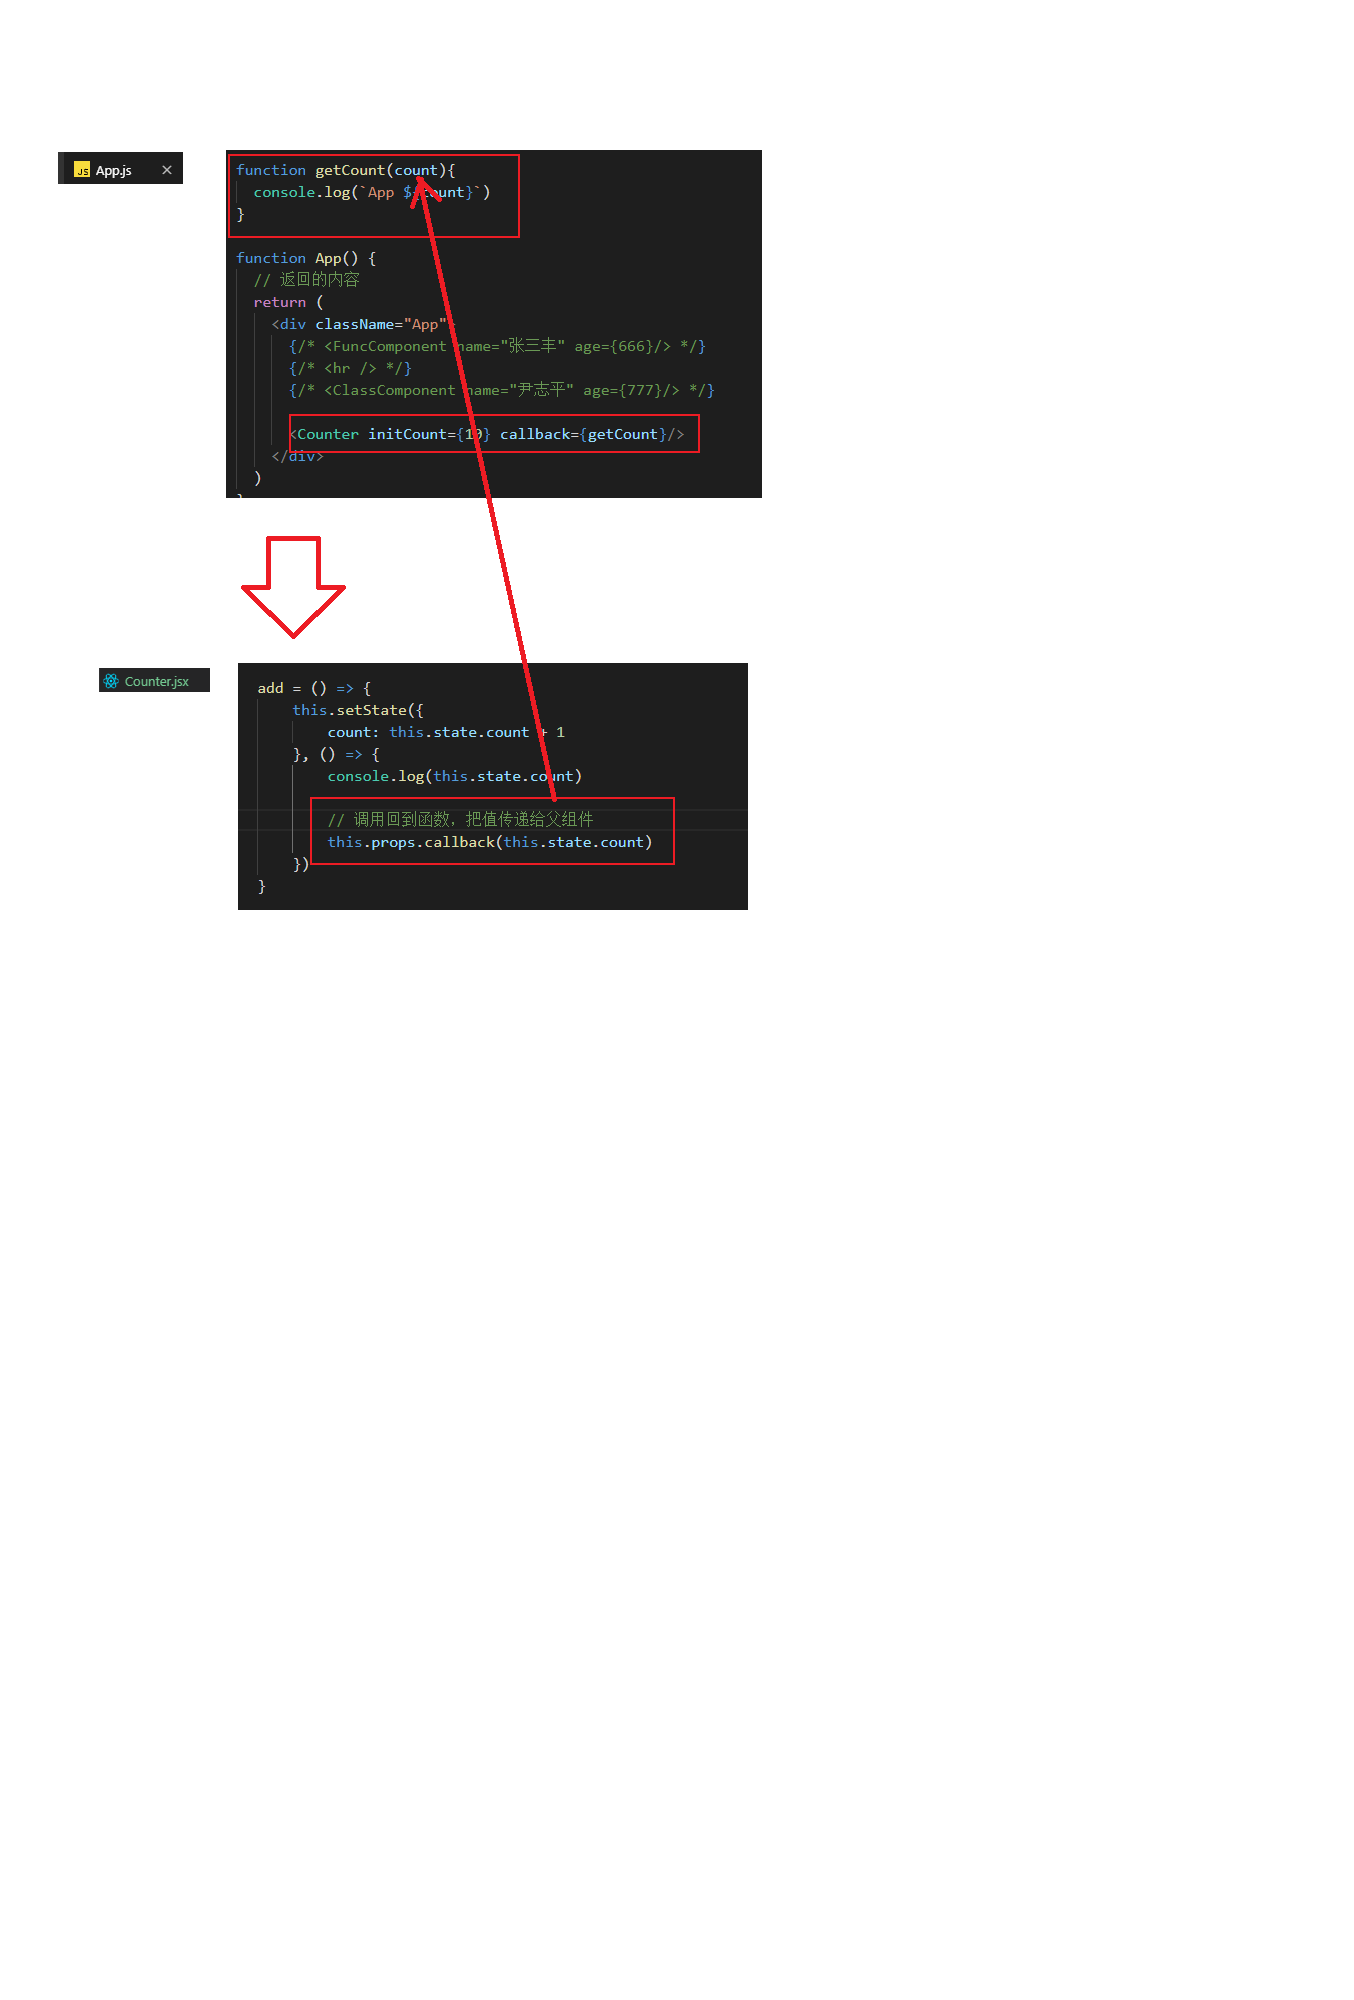 App.js
function getCount(count){
console.log(`App ${count}`)
}
function App() {
// 返回的内容
return (
<div className="App">
{/* <FuncComponent name="张三丰" age={666}/> */}
{/* <hr /> */}
{/* <ClassComponent name="尹志平" age={777}/> */}
<Counter initCount={10} callback={getCount}/>
</div>
)
}
Counter.jsx
add = () => {
this.setState({
count: this.state.count + 1
}, () => {
console.log(this.state.count)
// 调用回到函数，把值传递给父组件
this.props.callback(this.state.count)
})
}